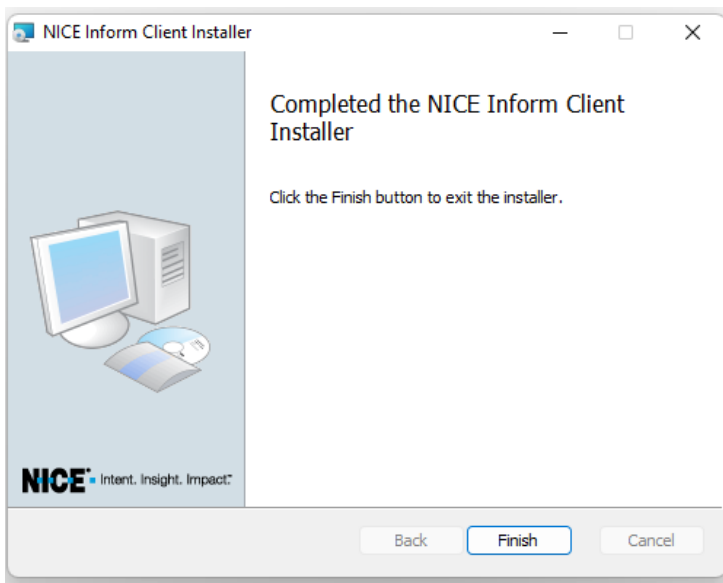 NICE Inform Client Installer
Completed the NICE Inform Client
Installer
Click the Finish button to exit the installer.
NICE Intent. Insight. Impact.™
Back
Finish
Cancel